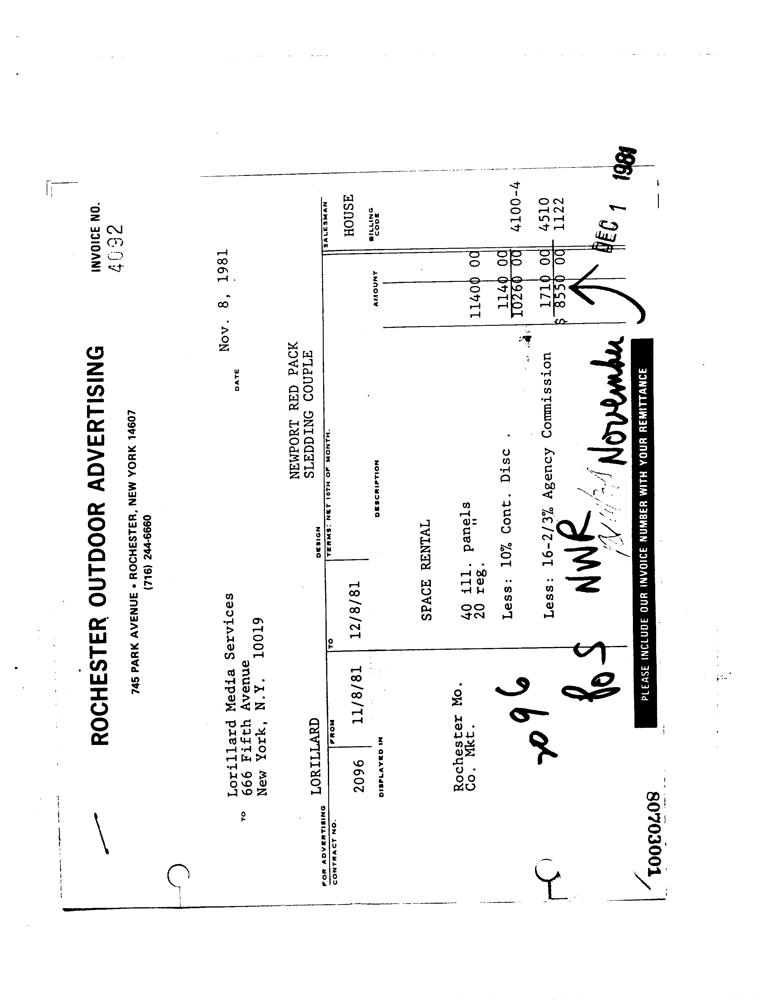 ROCHESTER OUTDOOR ADVERTISING
745 PARK AVENUE • ROCHESTER, NEW YORK 14607
(716) 244-6660
INVOICE NO.
4092
TO Lorillard Media Services
666 Fifth Avenue
New York, N.Y. 10019
DATE Nov. 8, 1981
NEWPORT RED PACK
SLEDDING COUPLE
FOR ADVERTISING LORILLARD DESIGN
CONTRACT NO. FROM TO TERMS: NET 10TH OF MONTH. SALESMAN
2096 11/8/81 12/8/81 HOUSE
DISPLAYED IN DESCRIPTION AMOUNT BILLING CODE
SPACE RENTAL
Rochester Mo.
Co. Mkt.
40 ill. panels
20 reg. "
11400 00
Less: 10% Cont. Disc. 1140 00
10260 00 4100-4
Less: 16-2/3% Agency Commission 1710 00 4510
$ 8550 00 1122
2096
POS NWR
November
DEC 1 1981
PLEASE INCLUDE OUR INVOICE NUMBER WITH YOUR REMITTANCE
80703001